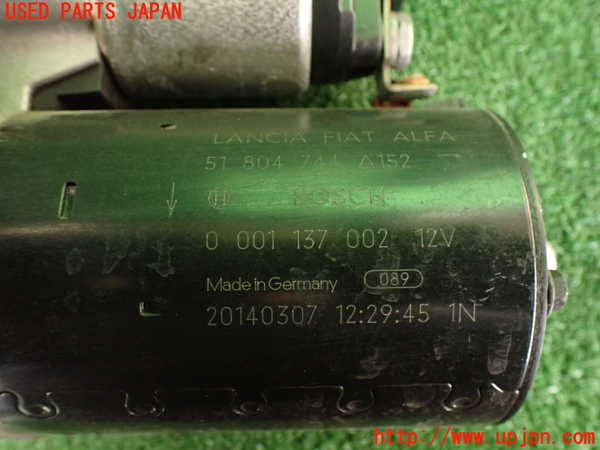 USED PARTS JAPAN
LANCIA FIAT ALFA
51 804 744 A152
BOSCH
0 001 137 002 12V
Made in Germany 089
20140307 12:29:45 1N
http://www.upjpn.com/